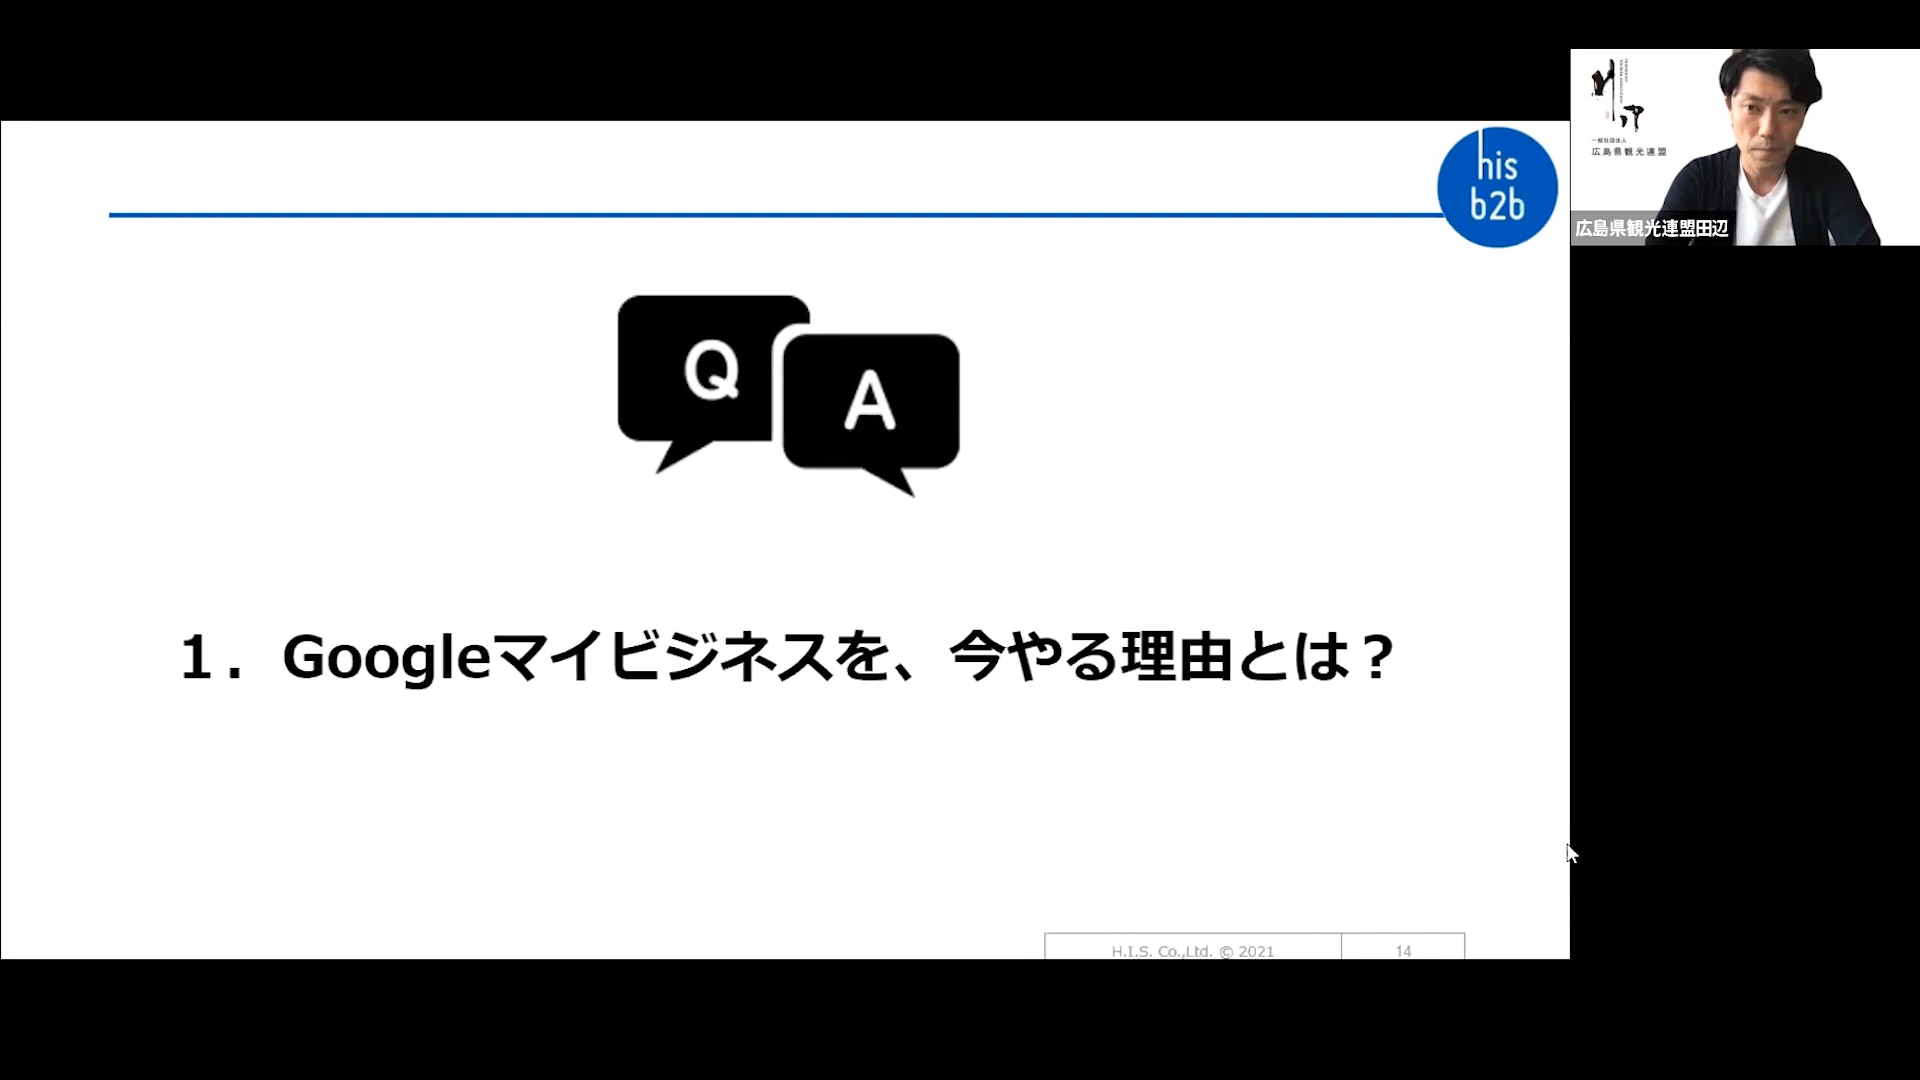 his
b2b
Q
A
1．Googleマイビジネスを、今やる理由とは？
H.I.S. Co.,Ltd. © 2021
14
一般社団法人
広島県観光連盟
広島県観光連盟田辺